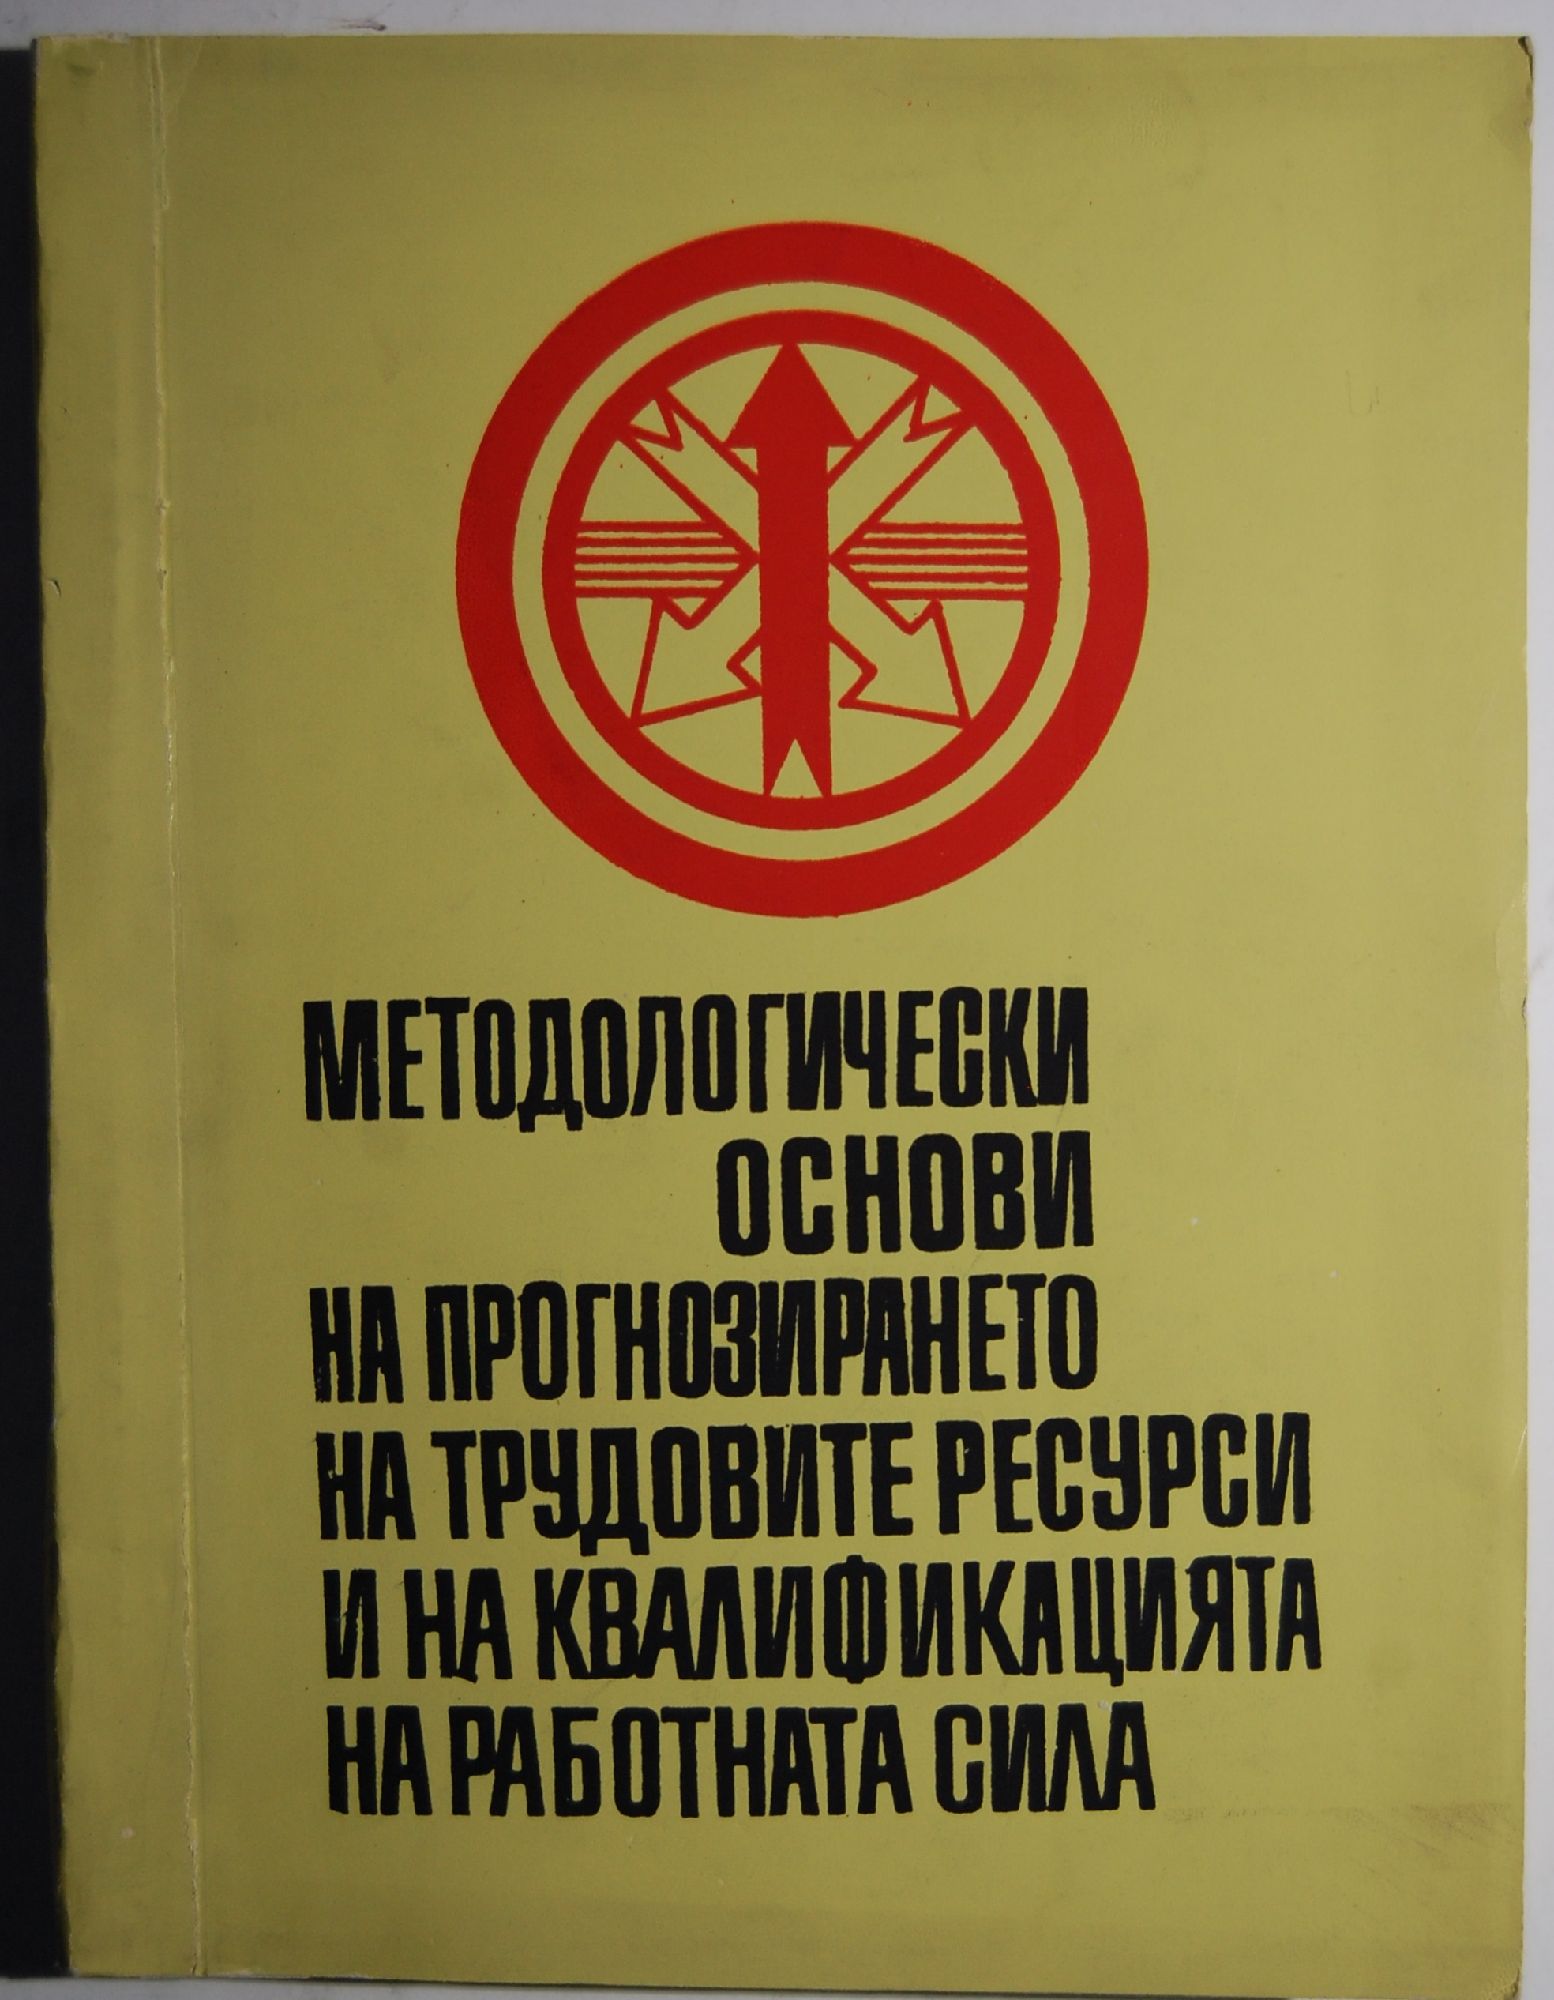 МЕТОДОЛОГИЧЕСКИ
ОСНОВИ
НА ПРОГНОЗИРАНЕТО
НА ТРУДОВИТЕ РЕСУРСИ
И НА КВАЛИФИКАЦИЯТА
НА РАБОТНАТА СИЛА